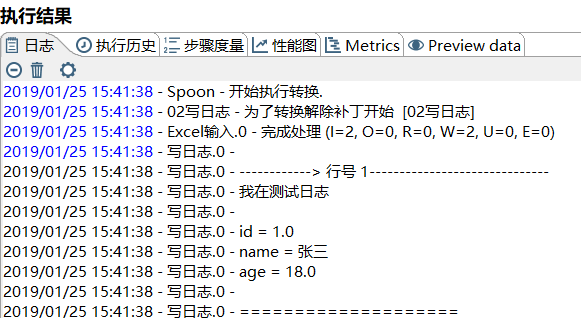 执行结果
日志 执行历史 步骤度量 性能图 Metrics Preview data
2019/01/25 15:41:38 - Spoon - 开始执行转换.
2019/01/25 15:41:38 - 02写日志 - 为了转换解除补丁开始  [02写日志]
2019/01/25 15:41:38 - Excel输入.0 - 完成处理 (I=2, O=0, R=0, W=2, U=0, E=0)
2019/01/25 15:41:38 - 写日志.0 -
2019/01/25 15:41:38 - 写日志.0 - ------------> 行号 1------------------------------
2019/01/25 15:41:38 - 写日志.0 - 我在测试日志
2019/01/25 15:41:38 - 写日志.0 -
2019/01/25 15:41:38 - 写日志.0 - id = 1.0
2019/01/25 15:41:38 - 写日志.0 - name = 张三
2019/01/25 15:41:38 - 写日志.0 - age = 18.0
2019/01/25 15:41:38 - 写日志.0 -
2019/01/25 15:41:38 - 写日志.0 - ====================